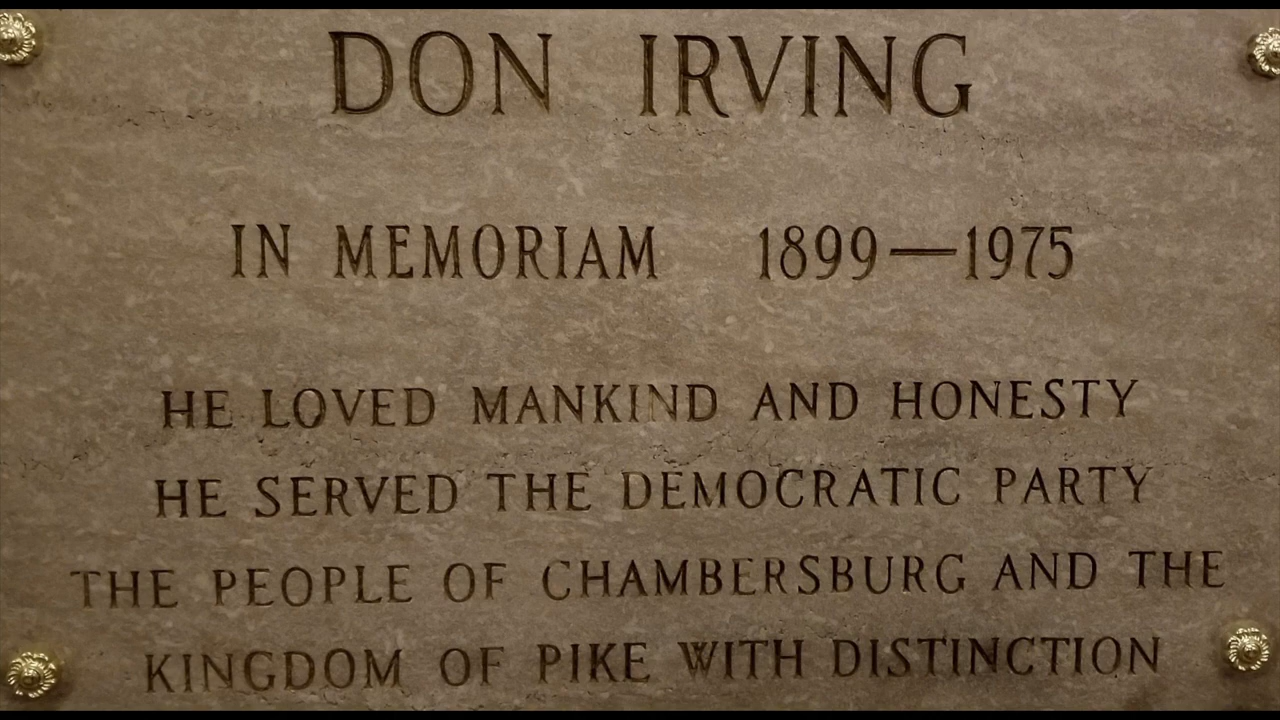 DON IRVING
IN MEMORIAM 1899—1975
HE LOVED MANKIND AND HONESTY
HE SERVED THE DEMOCRATIC PARTY
THE PEOPLE OF CHAMBERSBURG AND THE
KINGDOM OF PIKE WITH DISTINCTION